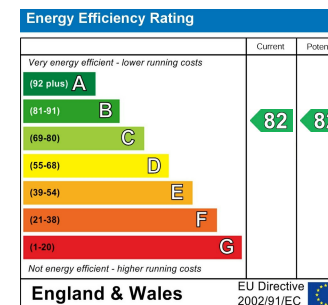 Energy Efficiency Rating
Current
Very energy efficient - lower running costs
(92 plus) A
(81-91) B
(69-80) C
(55-68) D
(39-54) E
(21-38) F
(1-20) G
82
Not energy efficient - higher running costs
England & Wales
EU Directive
2002/91/EC